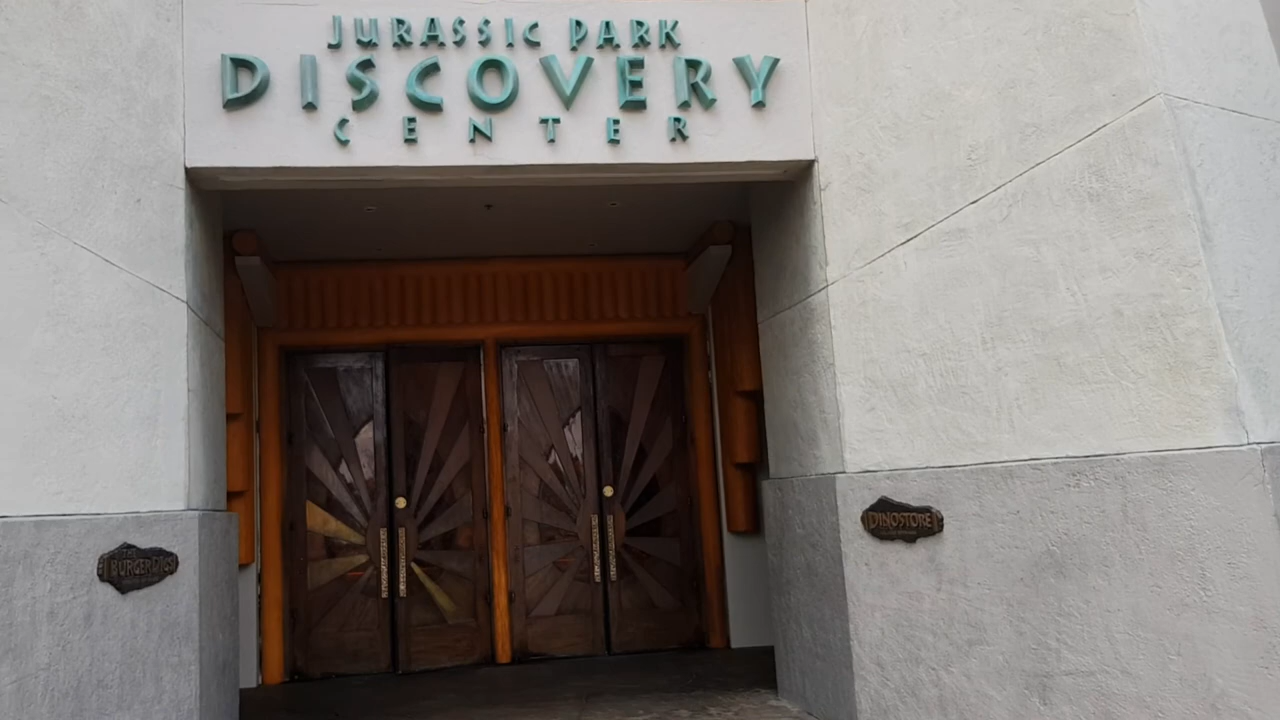 JURASSIC PARK
DISCOVERY
CENTER
BURGER DIGS
DINOSTORE